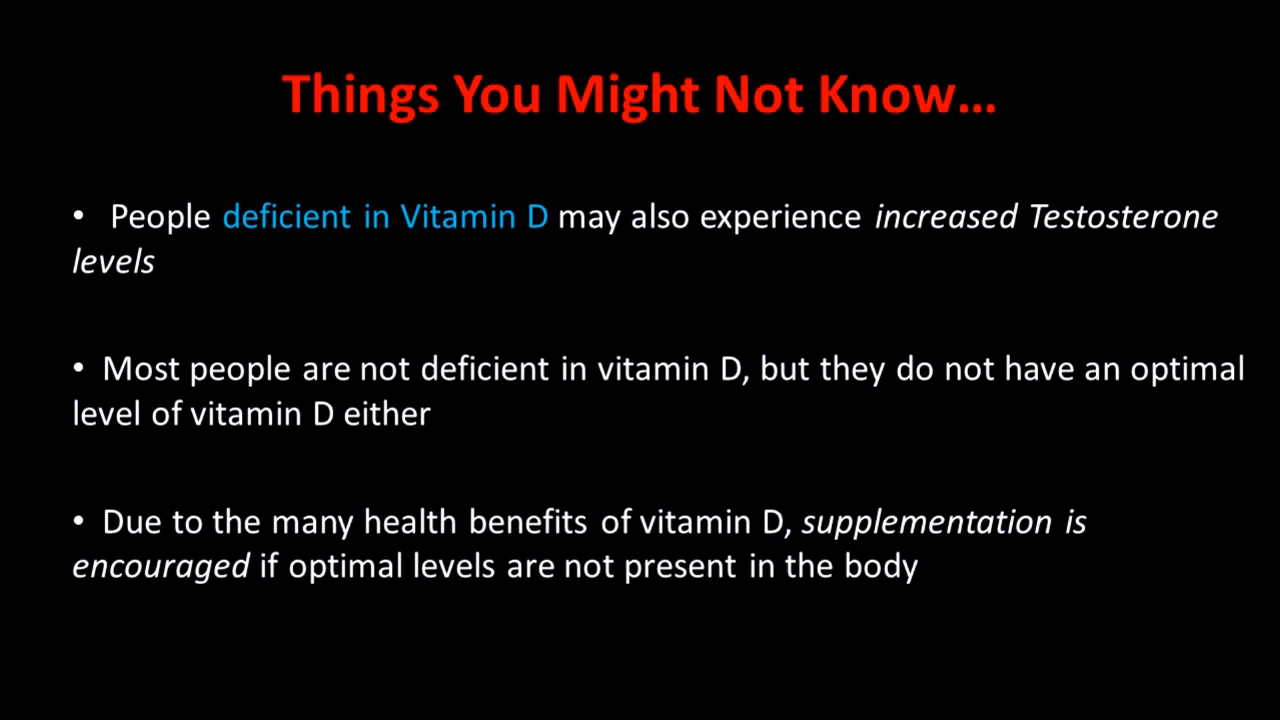 Things You Might Not Know...
• People deficient in Vitamin D may also experience increased Testosterone
levels
• Most people are not deficient in vitamin D, but they do not have an optimal
level of vitamin D either
• Due to the many health benefits of vitamin D, supplementation is
encouraged if optimal levels are not present in the body